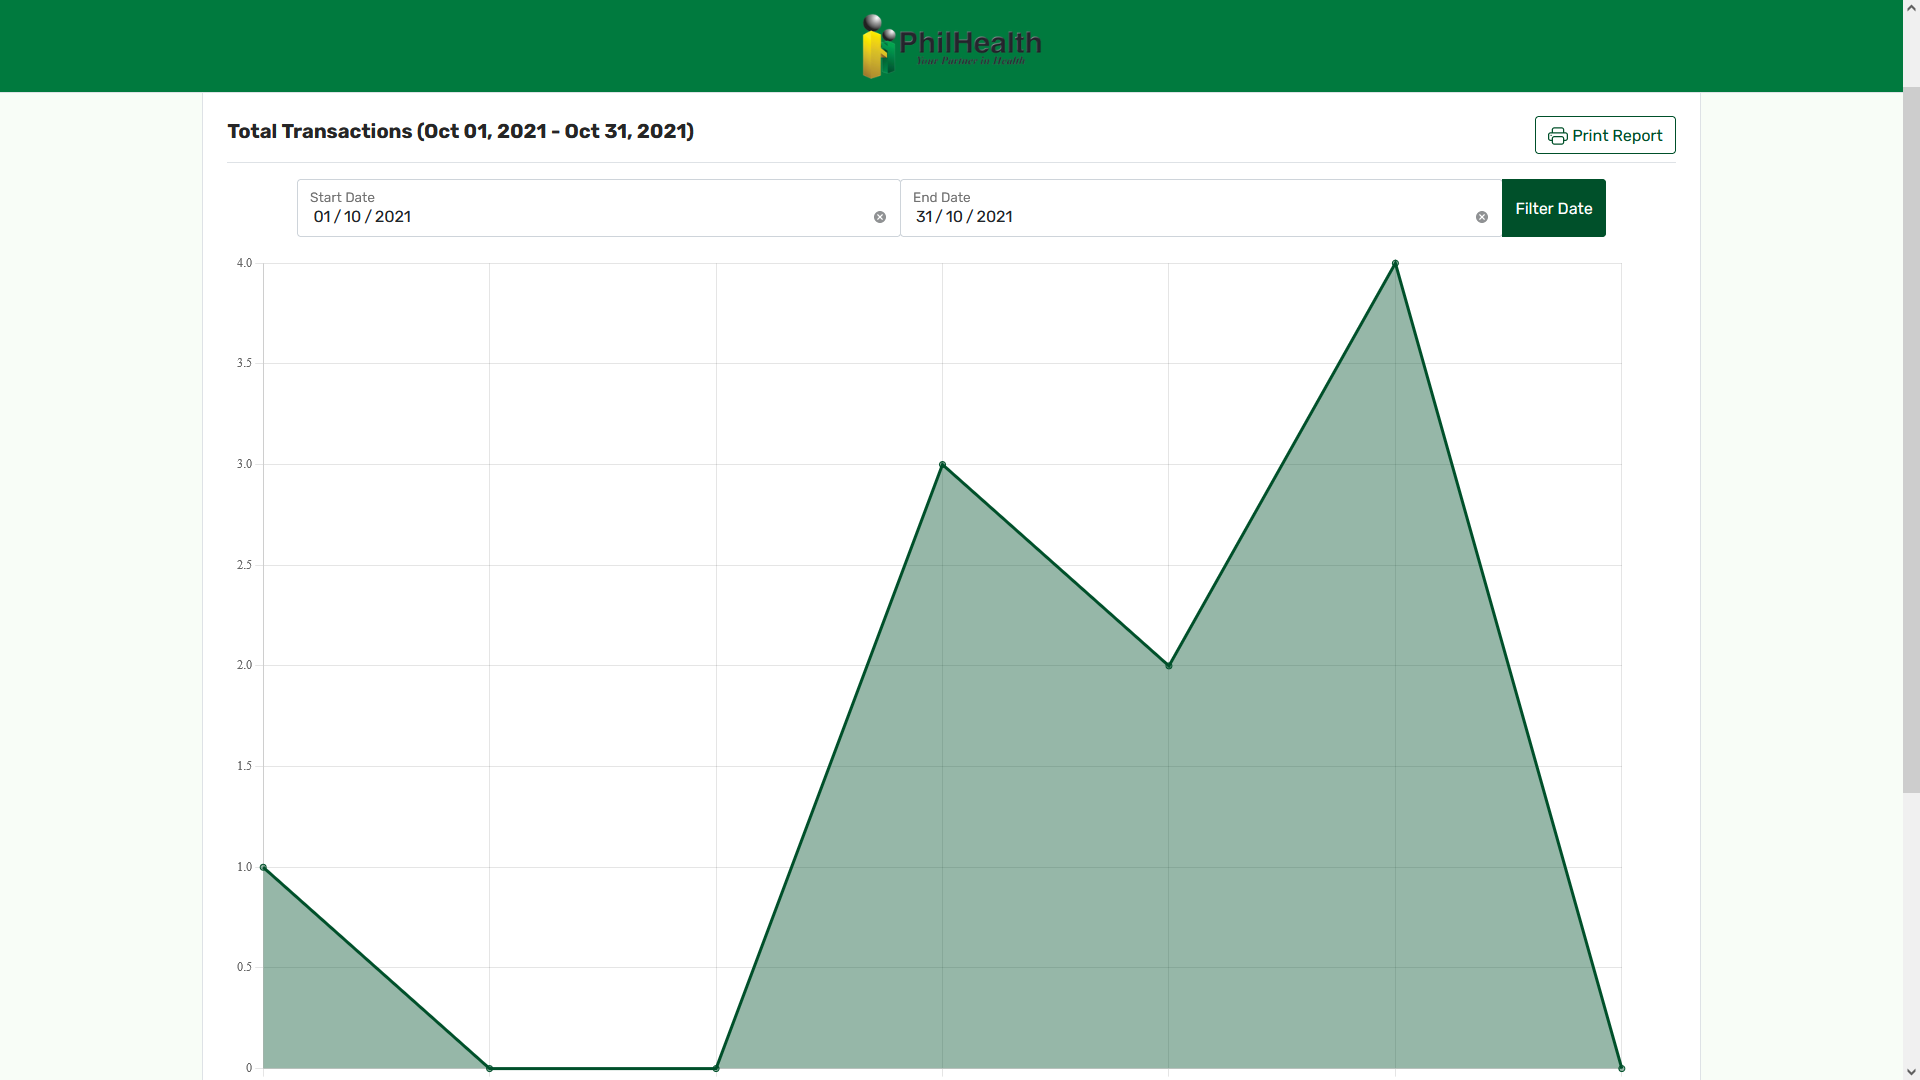 PhilHealth
Your Partner in Health
Total Transactions (Oct 01, 2021 - Oct 31, 2021)
Print Report
Start Date
01 / 10 / 2021
End Date
31 / 10 / 2021
Filter Date
4.0
3.5
3.0
2.5
2.0
1.5
1.0
0.5
0